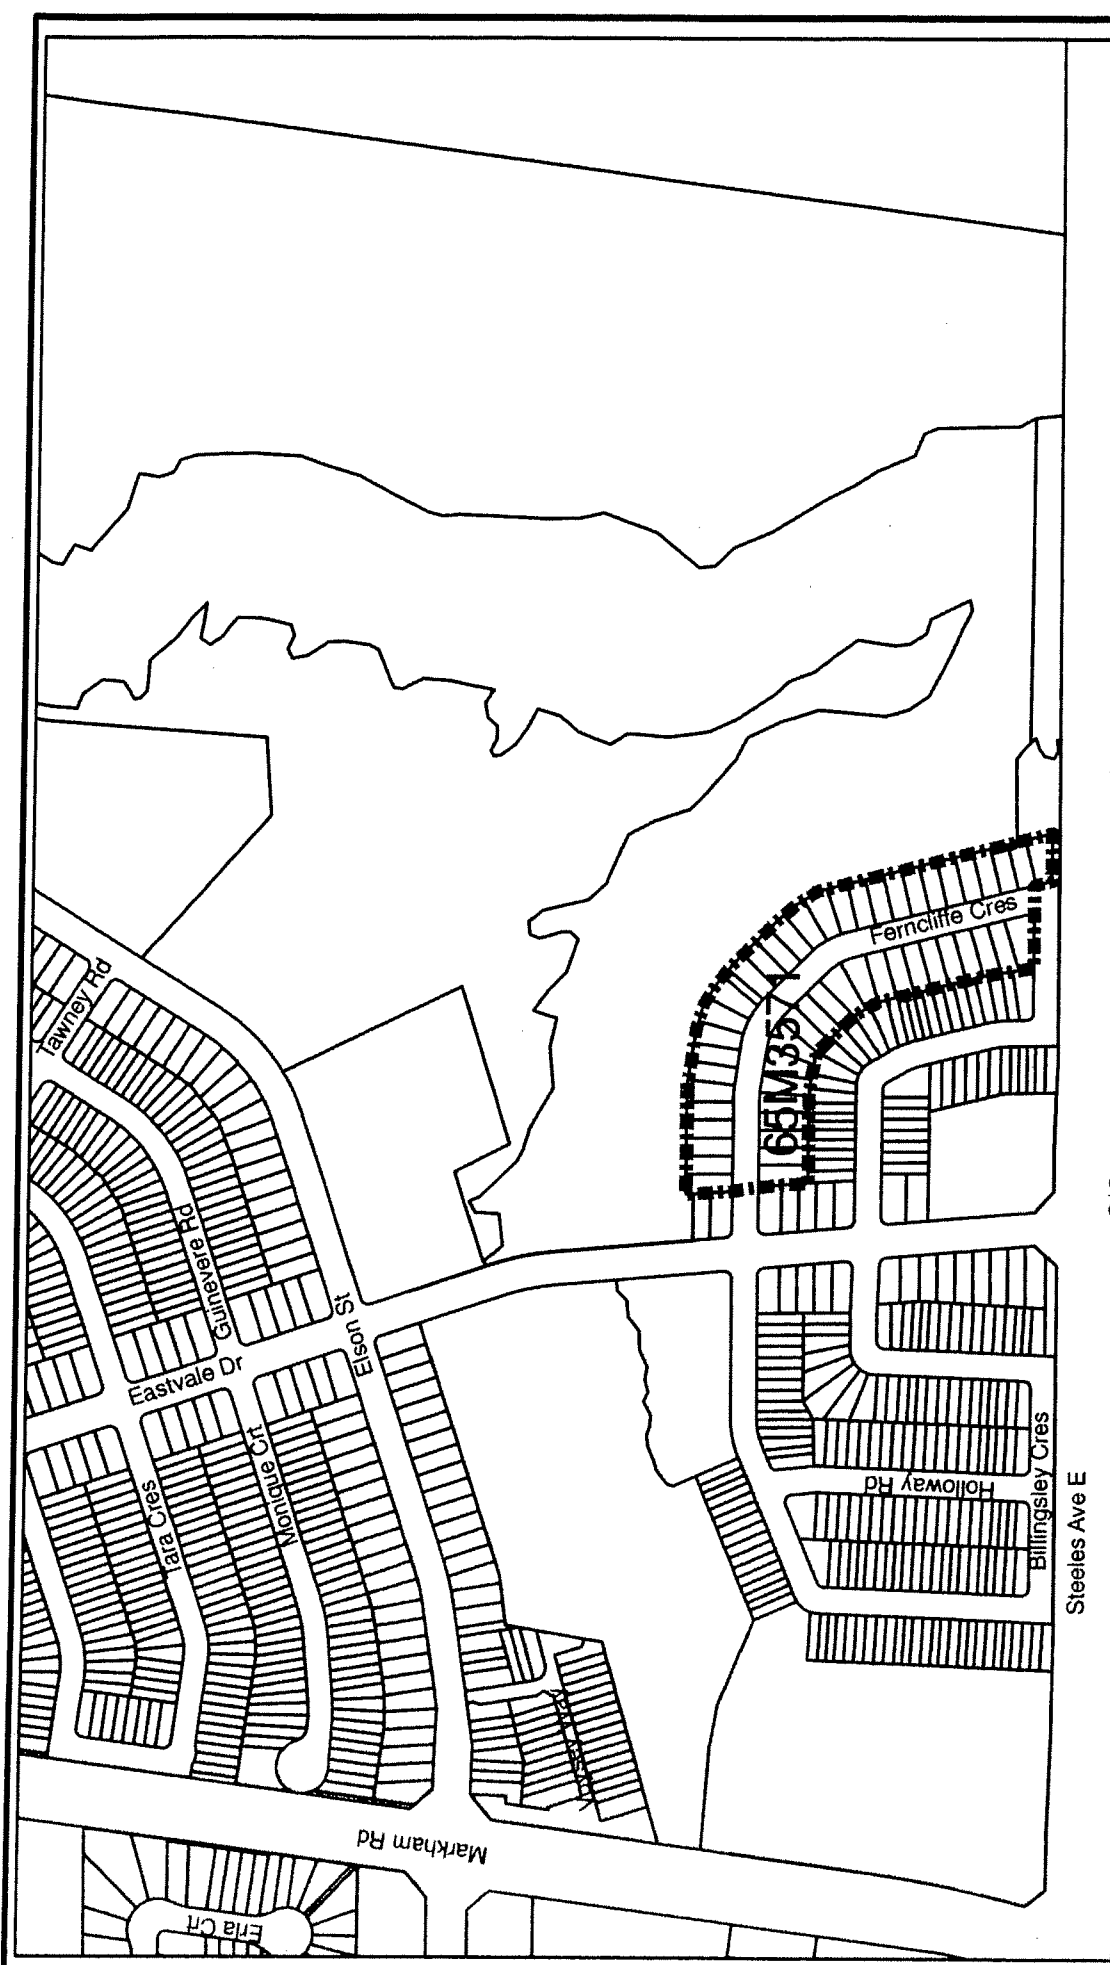 Tawney Rd
Ferncliffe Cres
65M3571
Guinevere Rd
Elson St
Eastvale Dr
Monique Crt
Tara Cres
Holloway Rd
Billingsley Cres
Steeles Ave E
Markham Rd
Erla Crt